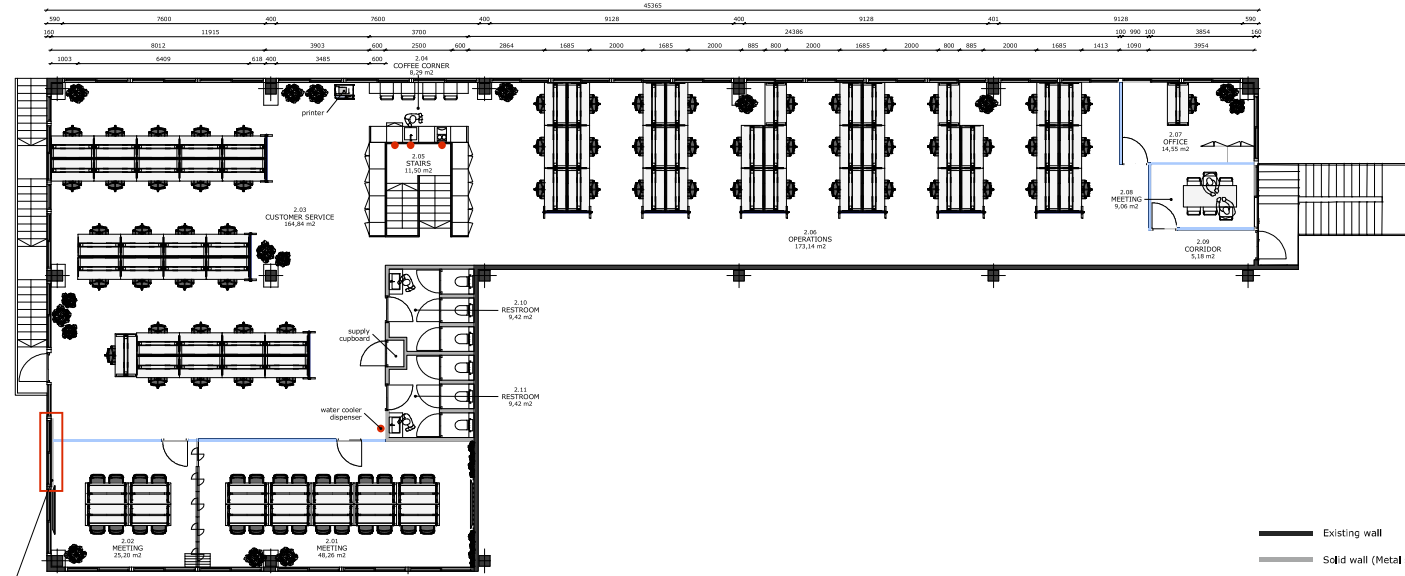 45365
590 7600 400 7600 400 9128 400 9128 401 9128 590
160 11915 3700 24386 100 990 100 3854 160
8012 3903 600 2500 600 2864 1685 2000 1685 2000 885 800 2000 1685 2000 800 885 2000 1685 1413 1090 3954
1003 6409 618 400 3485 600
2.04
COFFEE CORNER
8,29 m2
printer
2.05
STAIRS
11,50 m2
2.07
OFFICE
14,55 m2
2.08
MEETING
9,06 m2
2.03
CUSTOMER SERVICE
164,84 m2
2.06
OPERATIONS
173,14 m2
2.09
CORRIDOR
5,18 m2
2.10
RESTROOM
9,42 m2
supply
cupboard
2.11
RESTROOM
9,42 m2
water cooler
dispenser
2.02
MEETING
25,20 m2
2.01
MEETING
48,26 m2
Existing wall
Solid wall (Metal